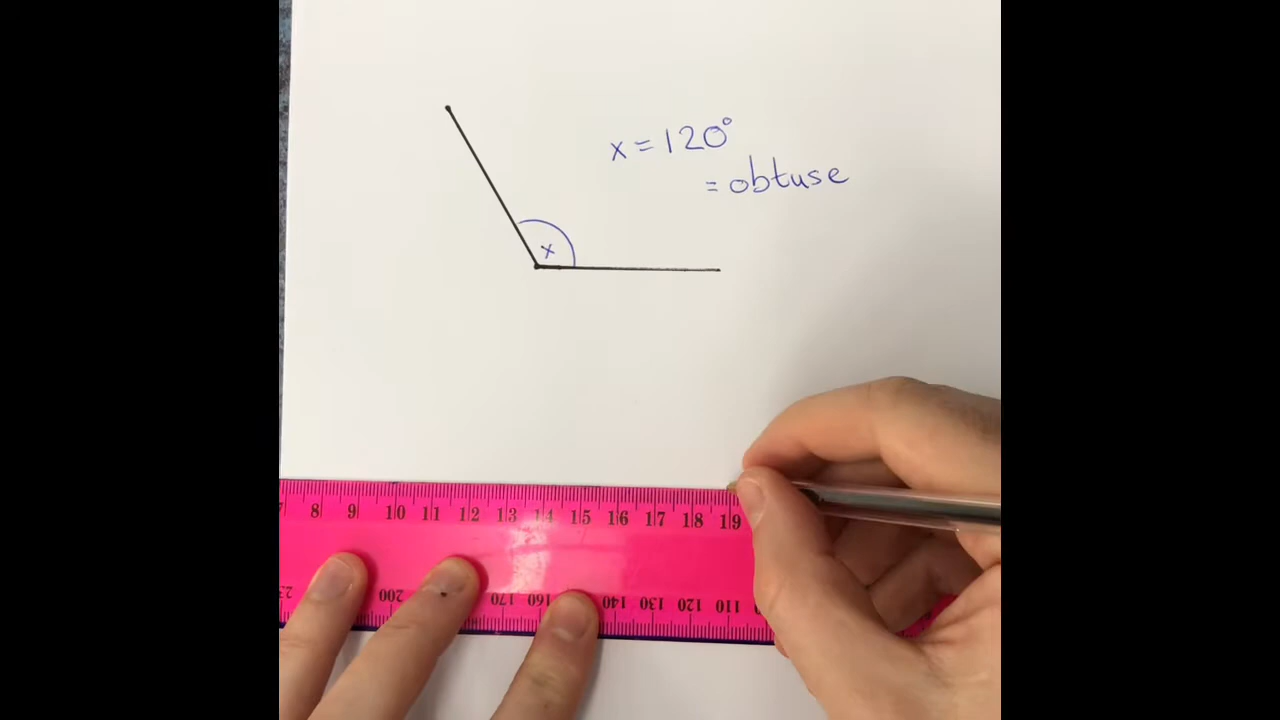 x = 120°
= obtuse
x
8 9 10 11 12 13 14 15 16 17 18 19
200 170 160 140 130 120 110